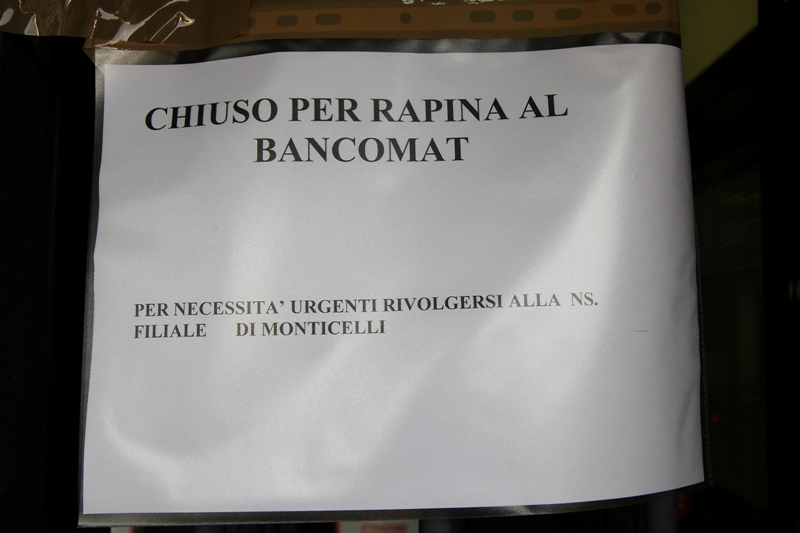 CHIUSO PER RAPINA AL
BANCOMAT
PER NECESSITA' URGENTI RIVOLGERSI ALLA NS.
FILIALE DI MONTICELLI